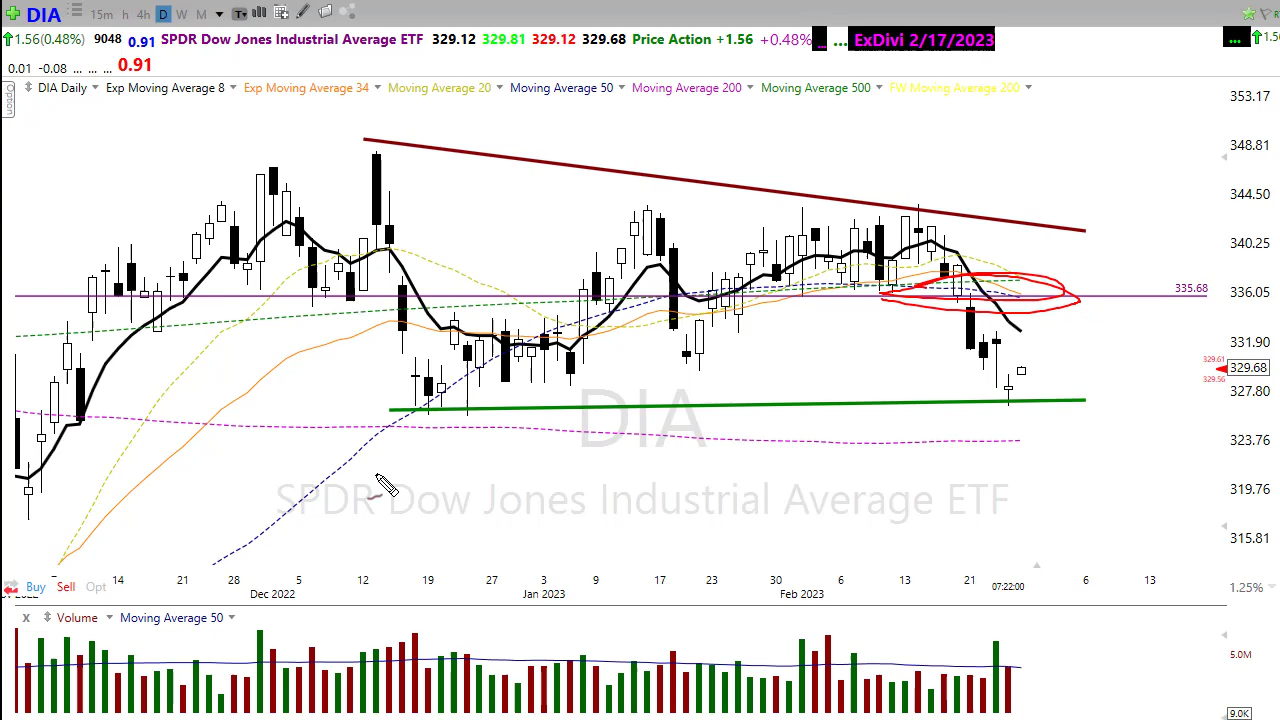 DIA 15m h 4h D W M T
1.56(0.48%) 9048 0.91 SPDR Dow Jones Industrial Average ETF 329.12 329.81 329.12 329.68 Price Action +1.56 +0.48% ... ... ExDivi 2/17/2023 ...
0.01 -0.08 ... ... ... 0.91
Option
DIA Daily Exp Moving Average 8 Exp Moving Average 34 Moving Average 20 Moving Average 50 Moving Average 200 Moving Average 500 FW Moving Average 200
353.17
348.81
344.50
340.25
335.68
336.05
331.90
329.61
329.68
329.56
327.80
323.76
319.76
315.81
DIA
SPDR Dow Jones Industrial Average ETF
14 21 28 5 12 19 27 3 9 17 23 30 6 13 21 07:22:00 6 13
Buy Sell Opt
1.25%
Dec 2022 Jan 2023 Feb 2023
x Volume Moving Average 50
5.0M
9.0K